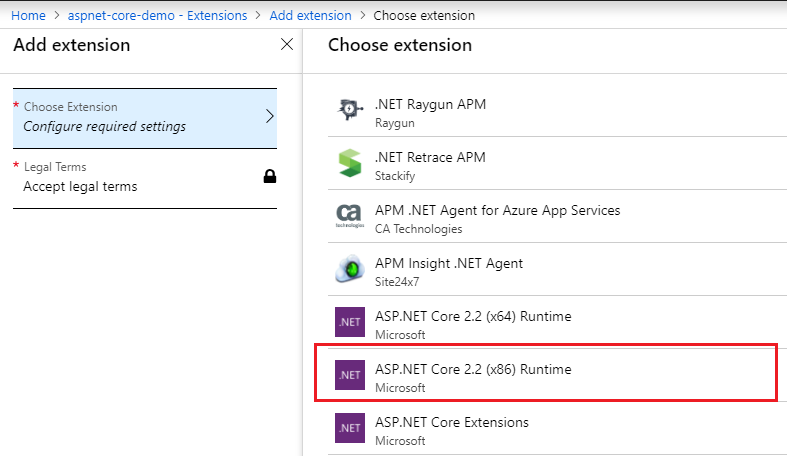 Home > aspnet-core-demo - Extensions > Add extension > Choose extension
Add extension
* Choose Extension
Configure required settings
* Legal Terms
Accept legal terms
Choose extension
.NET Raygun APM
Raygun
.NET Retrace APM
Stackify
ca
technologies
APM .NET Agent for Azure App Services
CA Technologies
APM Insight .NET Agent
Site24x7
.NET
ASP.NET Core 2.2 (x64) Runtime
Microsoft
.NET
ASP.NET Core 2.2 (x86) Runtime
Microsoft
.NET
ASP.NET Core Extensions
Microsoft